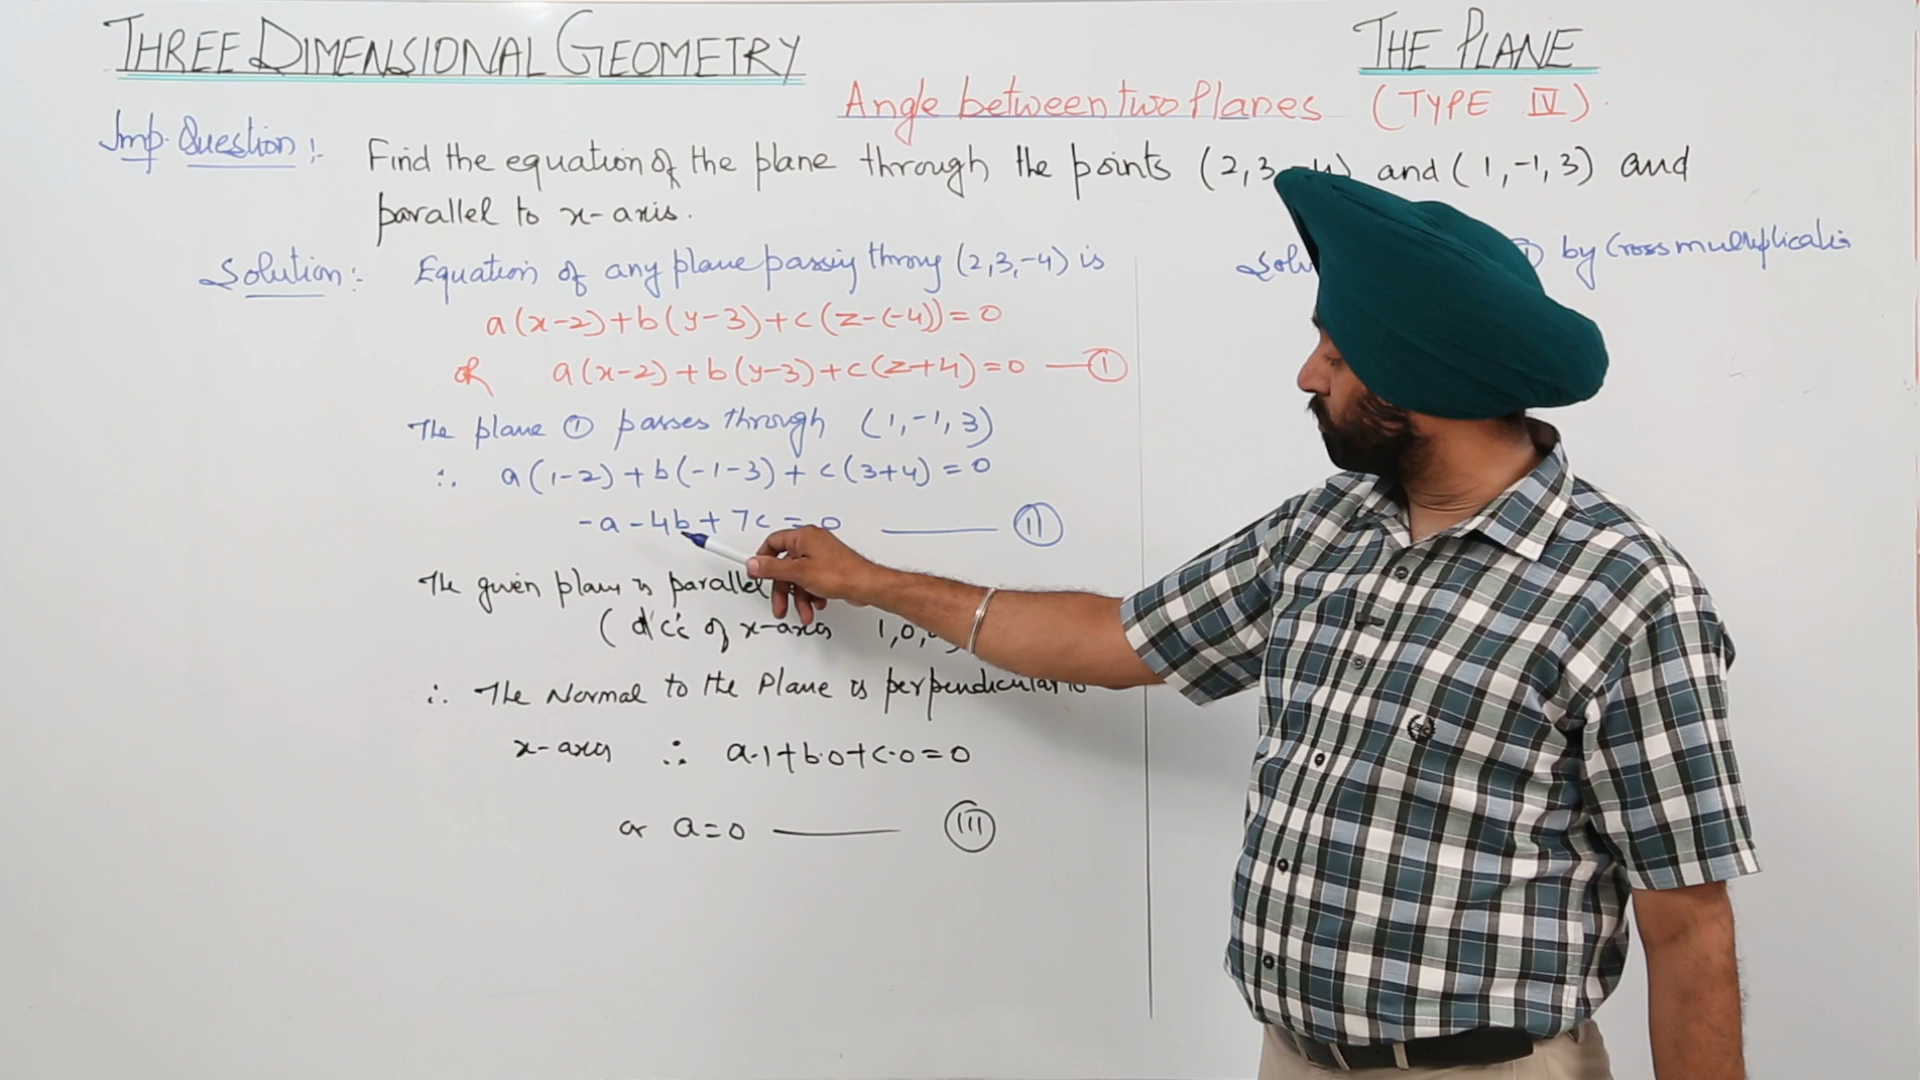 THREE DIMENSIONAL GEOMETRY
THE PLANE
Angle between two Planes (TYPE IV)
Imp. Question :-
Find the equation of the plane through the points (2,3,-4) and (1,-1,3) and
parallel to x-axis.
Solution:- Equation of any plane passing throug (2,3,-4) is
a(x-2)+b(y-3)+c(z-(-4))=0
OR a(x-2)+b(y-3)+c(z+4)=0 — I
The plane I passes through (1,-1,3)
∴ a(1-2)+b(-1-3)+c(3+4)=0
-a-4b+7c=0 — II
The given plane is parallel
(d'c's of x-axis 1,0,
∴ The Normal to the Plane is perpendicular to
x-axis ∴ a.1+b.0+c.0=0
or a=0 — III
by Cross multiplicatio